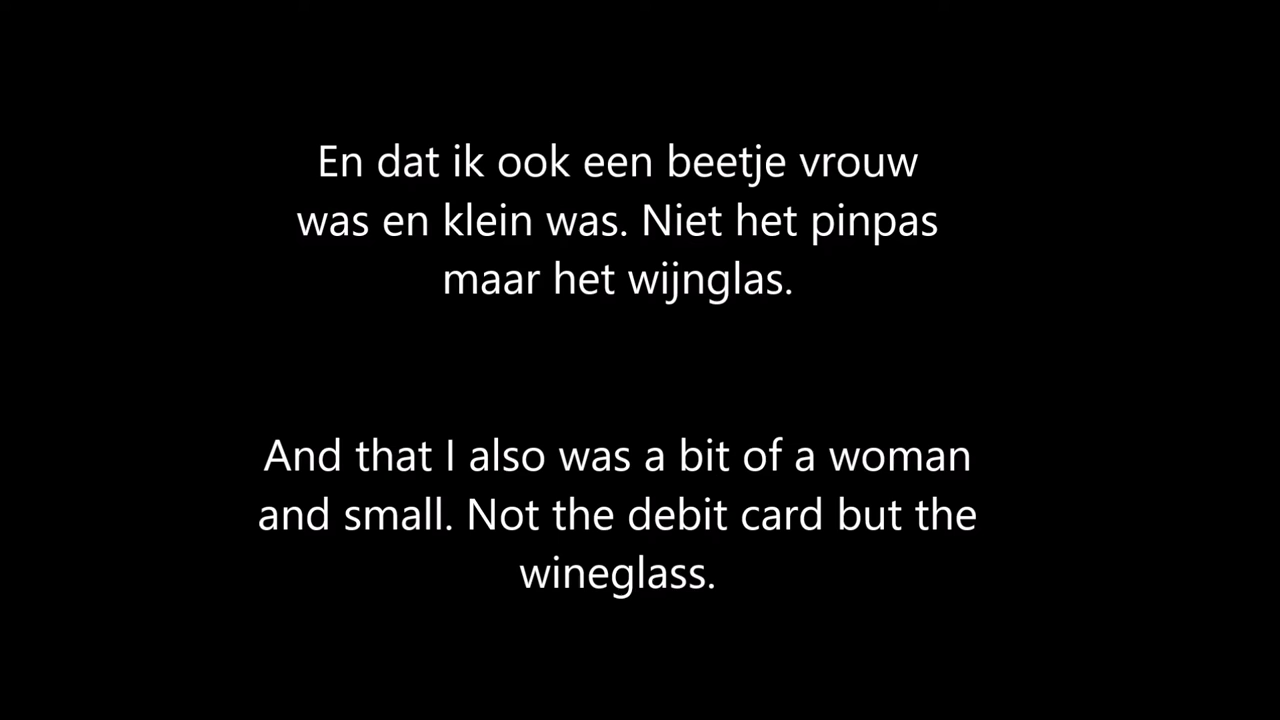 En dat ik ook een beetje vrouw
was en klein was. Niet het pinpas
maar het wijnglas.
And that I also was a bit of a woman
and small. Not the debit card but the
wineglass.